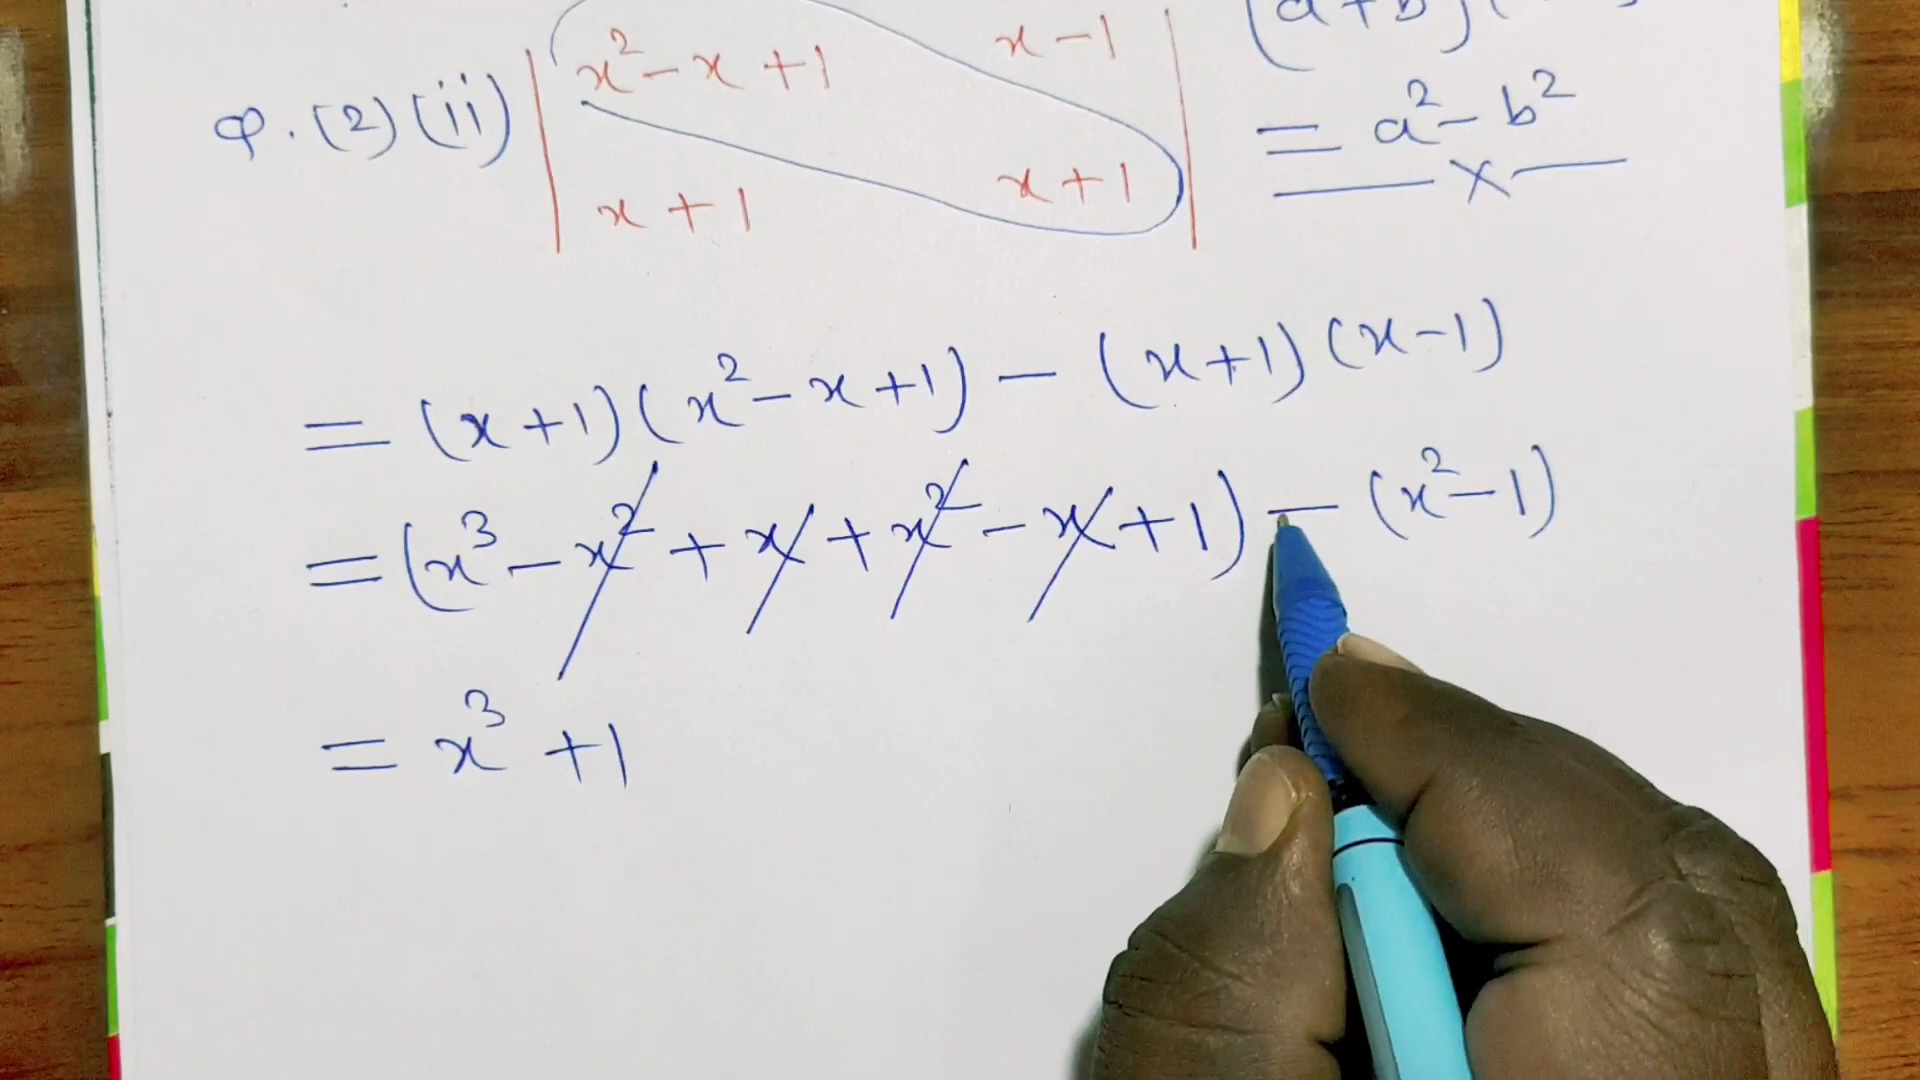 (a+b)(
Q.(2)(ii) | x²-x+1 x-1 |
= a²-b²
x+1 x+1
—x—
= (x+1)(x²-x+1) - (x+1)(x-1)
= (x³-x²+x+x²-x+1) - (x²-1)
= x³+1